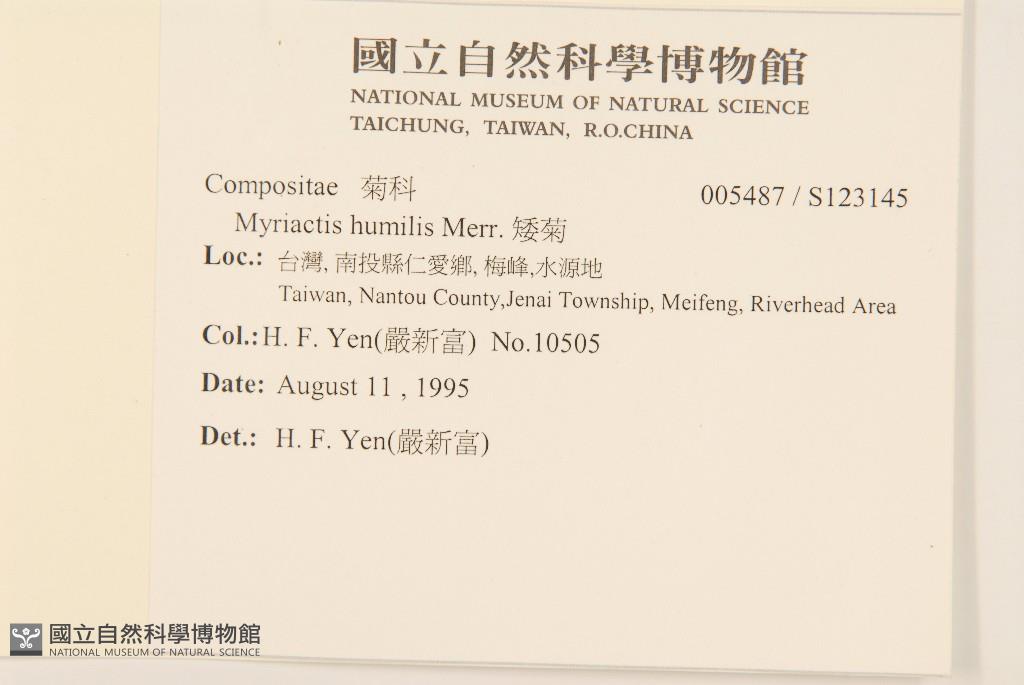 國立自然科學博物館
NATIONAL MUSEUM OF NATURAL SCIENCE
TAICHUNG, TAIWAN, R.O.CHINA
Compositae 菊科 005487 / S123145
Myriactis humilis Merr. 矮菊
Loc.: 台灣, 南投縣仁愛鄉, 梅峰,水源地
Taiwan, Nantou County,Jenai Township, Meifeng, Riverhead Area
Col.:H. F. Yen(嚴新富) No.10505
Date: August 11 , 1995
Det.: H. F. Yen(嚴新富)
國立自然科學博物館
NATIONAL MUSEUM OF NATURAL SCIENCE